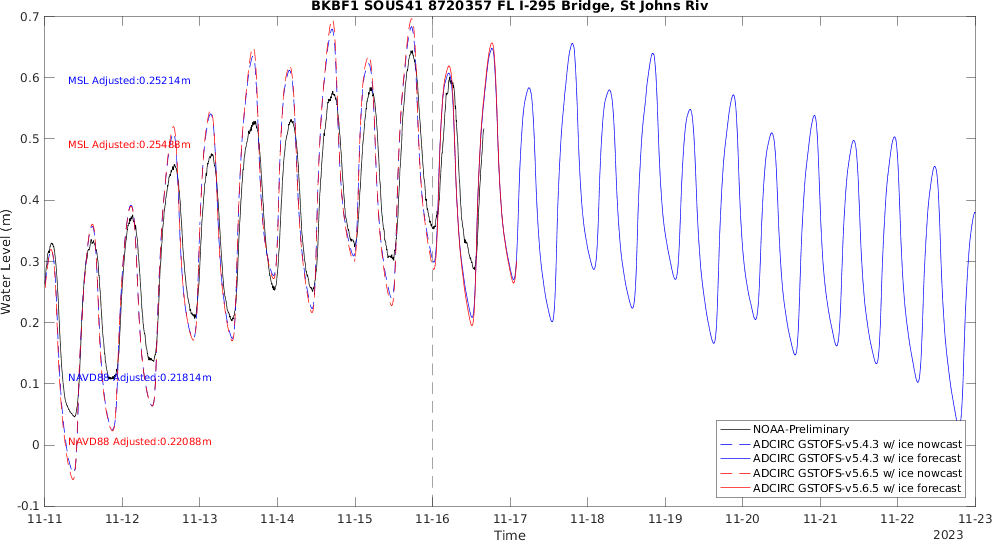 BKBF1 SOUS41 8720357 FL I-295 Bridge, St Johns Riv
0.7
0.6
0.5
0.4
0.3
0.2
0.1
0
-0.1
Water Level (m)
MSL Adjusted:0.25214m
MSL Adjusted:0.25488m
NAVD88 Adjusted:0.21814m
NAVD88 Adjusted:0.22088m
NOAA-Preliminary
ADCIRC GSTOFS-v5.4.3 w/ ice nowcast
ADCIRC GSTOFS-v5.4.3 w/ ice forecast
ADCIRC GSTOFS-v5.6.5 w/ ice nowcast
ADCIRC GSTOFS-v5.6.5 w/ ice forecast
11-11 11-12 11-13 11-14 11-15 11-16 11-17 11-18 11-19 11-20 11-21 11-22 11-23
Time
2023